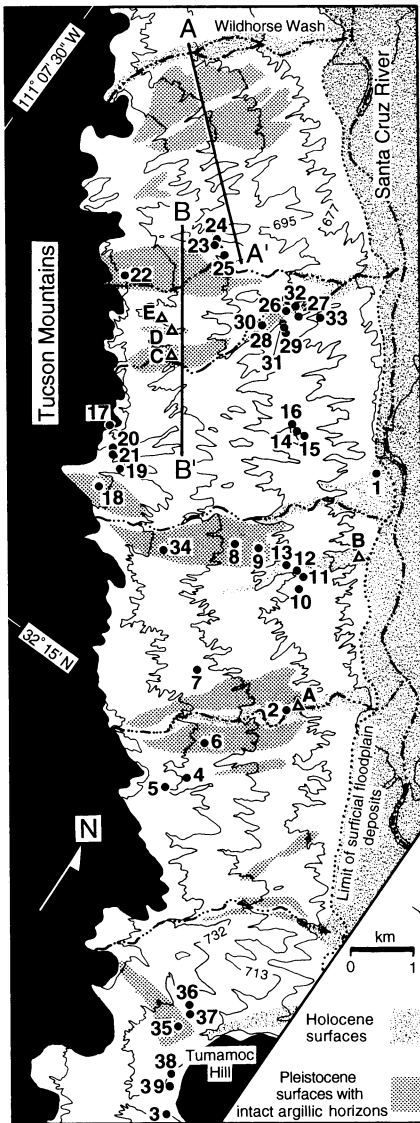 Wildhorse Wash
A
111° 07' 30" W
Santa Cruz River
B
24
23
695
677
A'
25
22
32
26
27
E
30
33
D
28
29
C
31
Tucson Mountains
17
16
20
14
15
21
B'
19
1
18
34
8
9
13
12
B
11
10
32° 15' N
7
A
2
6
4
5
N
Limit of surficial floodplain
deposits
732
713
km
0 1
36
37
35
Holocene
surfaces
38
Tumamoc
Hill
39
Pleistocene
surfaces with
intact argillic horizons
3